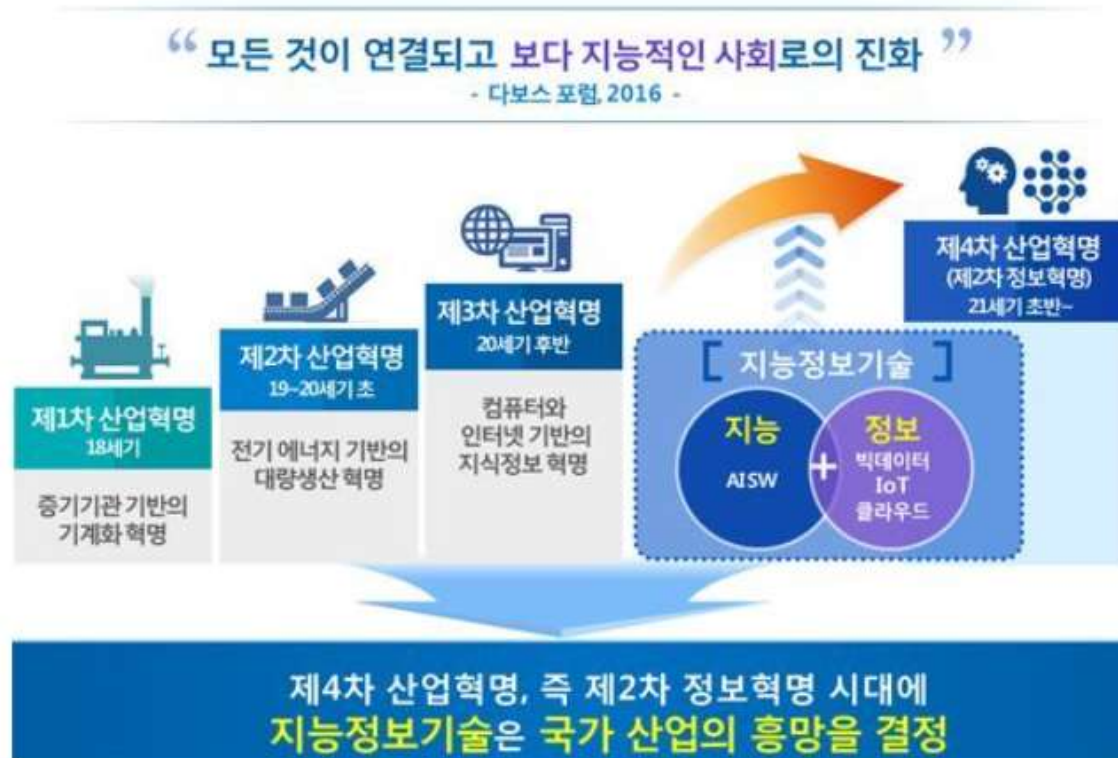 “ 모든 것이 연결되고 보다 지능적인 사회로의 진화 ”
- 다보스 포럼, 2016 -
제1차 산업혁명
18세기
증기기관 기반의
기계화 혁명
제2차 산업혁명
19~20세기 초
전기 에너지 기반의
대량생산 혁명
제3차 산업혁명
20세기 후반
컴퓨터와
인터넷 기반의
지식정보 혁명
제4차 산업혁명
(제2차 정보혁명)
21세기 초반~
[ 지능정보기술 ]
지능
AISW
+
정보
빅데이터
IoT
클라우드
제4차 산업혁명, 즉 제2차 정보혁명 시대에
지능정보기술은 국가 산업의 흥망을 결정